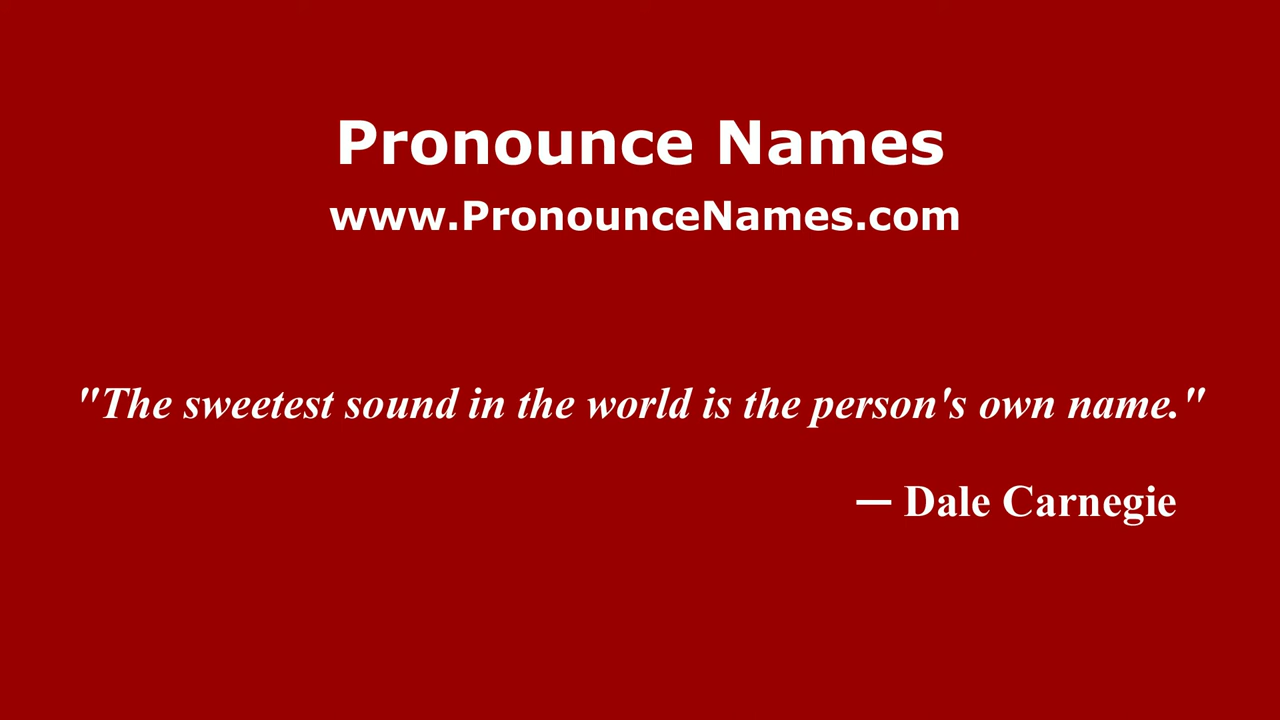 Pronounce Names
www.PronounceNames.com
"The sweetest sound in the world is the person's own name."
— Dale Carnegie